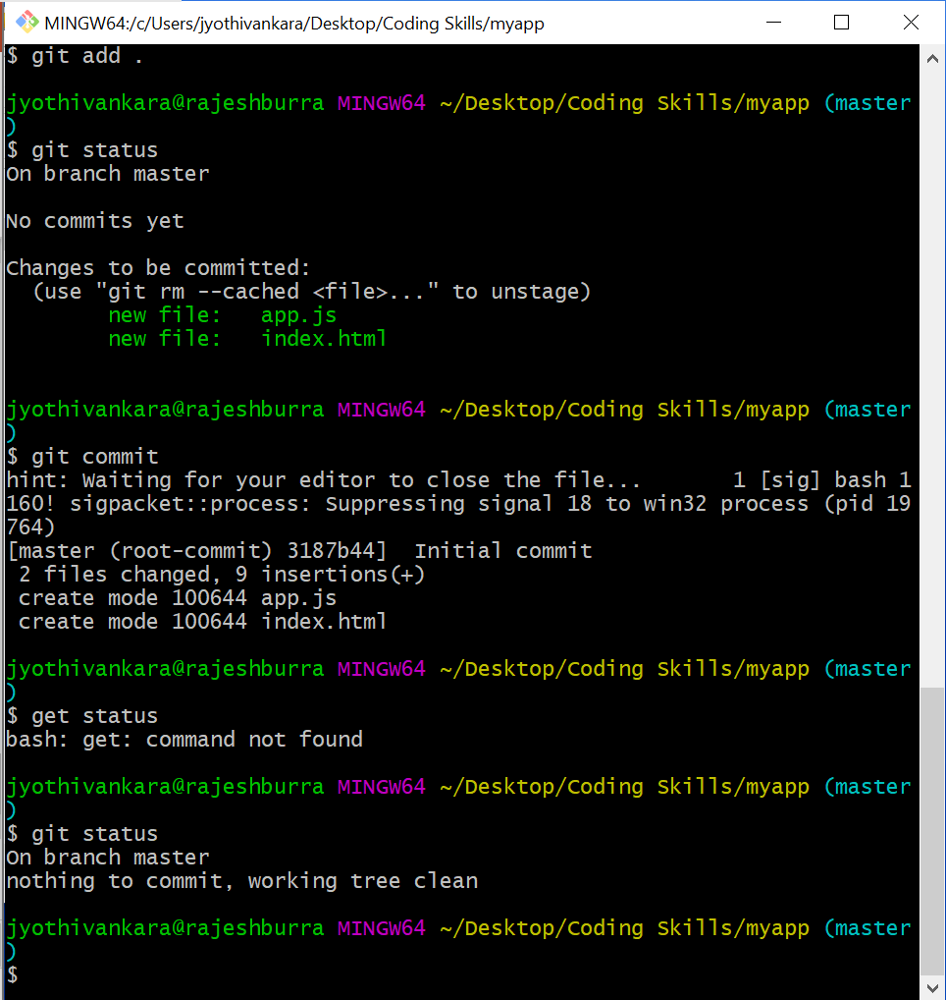 MINGW64:/c/Users/jyothivankara/Desktop/Coding Skills/myapp
$ git add .
jyothivankara@rajeshburra MINGW64 ~/Desktop/Coding Skills/myapp (master
)
$ git status
On branch master
No commits yet
Changes to be committed:
  (use "git rm --cached <file>..." to unstage)
        new file:   app.js
        new file:   index.html
jyothivankara@rajeshburra MINGW64 ~/Desktop/Coding Skills/myapp (master
)
$ git commit
hint: Waiting for your editor to close the file...       1 [sig] bash 1
160! sigpacket::process: Suppressing signal 18 to win32 process (pid 19
764)
[master (root-commit) 3187b44]  Initial commit
 2 files changed, 9 insertions(+)
 create mode 100644 app.js
 create mode 100644 index.html
jyothivankara@rajeshburra MINGW64 ~/Desktop/Coding Skills/myapp (master
)
$ get status
bash: get: command not found
jyothivankara@rajeshburra MINGW64 ~/Desktop/Coding Skills/myapp (master
)
$ git status
On branch master
nothing to commit, working tree clean
jyothivankara@rajeshburra MINGW64 ~/Desktop/Coding Skills/myapp (master
)
$